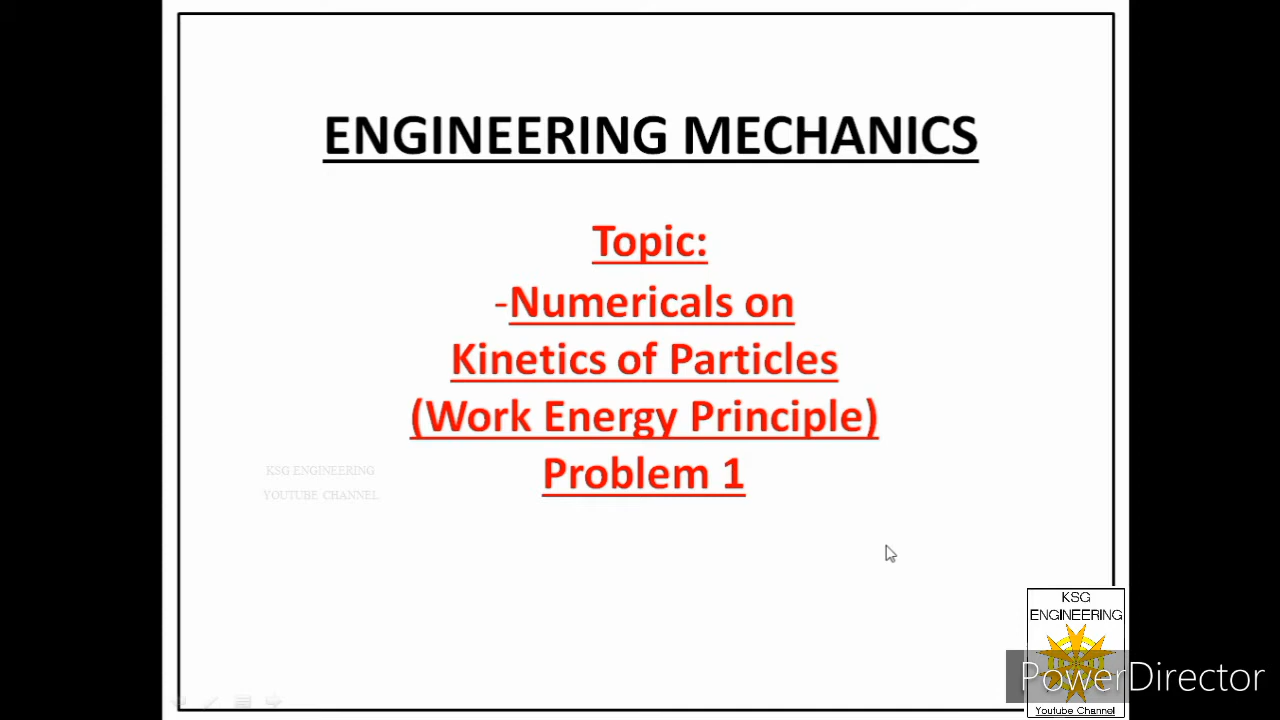 ENGINEERING MECHANICS
Topic:
-Numericals on
Kinetics of Particles
(Work Energy Principle)
Problem 1
KSG ENGINEERING
YOUTUBE CHANNEL
KSG
ENGINEERING
PowerDirector
Youtube Channel